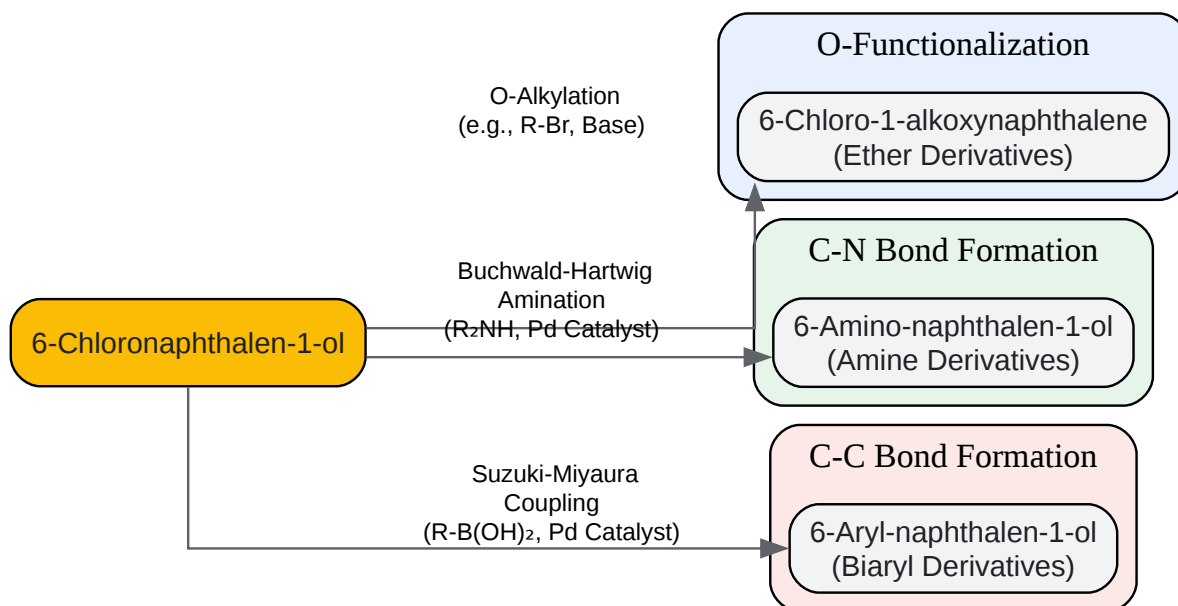 O-Functionalization
O-Alkylation
(e.g., R-Br, Base)
6-Chloro-1-alkoxynaphthalene
(Ether Derivatives)
C-N Bond Formation
Buchwald-Hartwig
Amination
(R₂NH, Pd Catalyst)
6-Chloronaphthalen-1-ol
6-Amino-naphthalen-1-ol
(Amine Derivatives)
C-C Bond Formation
Suzuki-Miyaura
Coupling
(R-B(OH)₂, Pd Catalyst)
6-Aryl-naphthalen-1-ol
(Biaryl Derivatives)